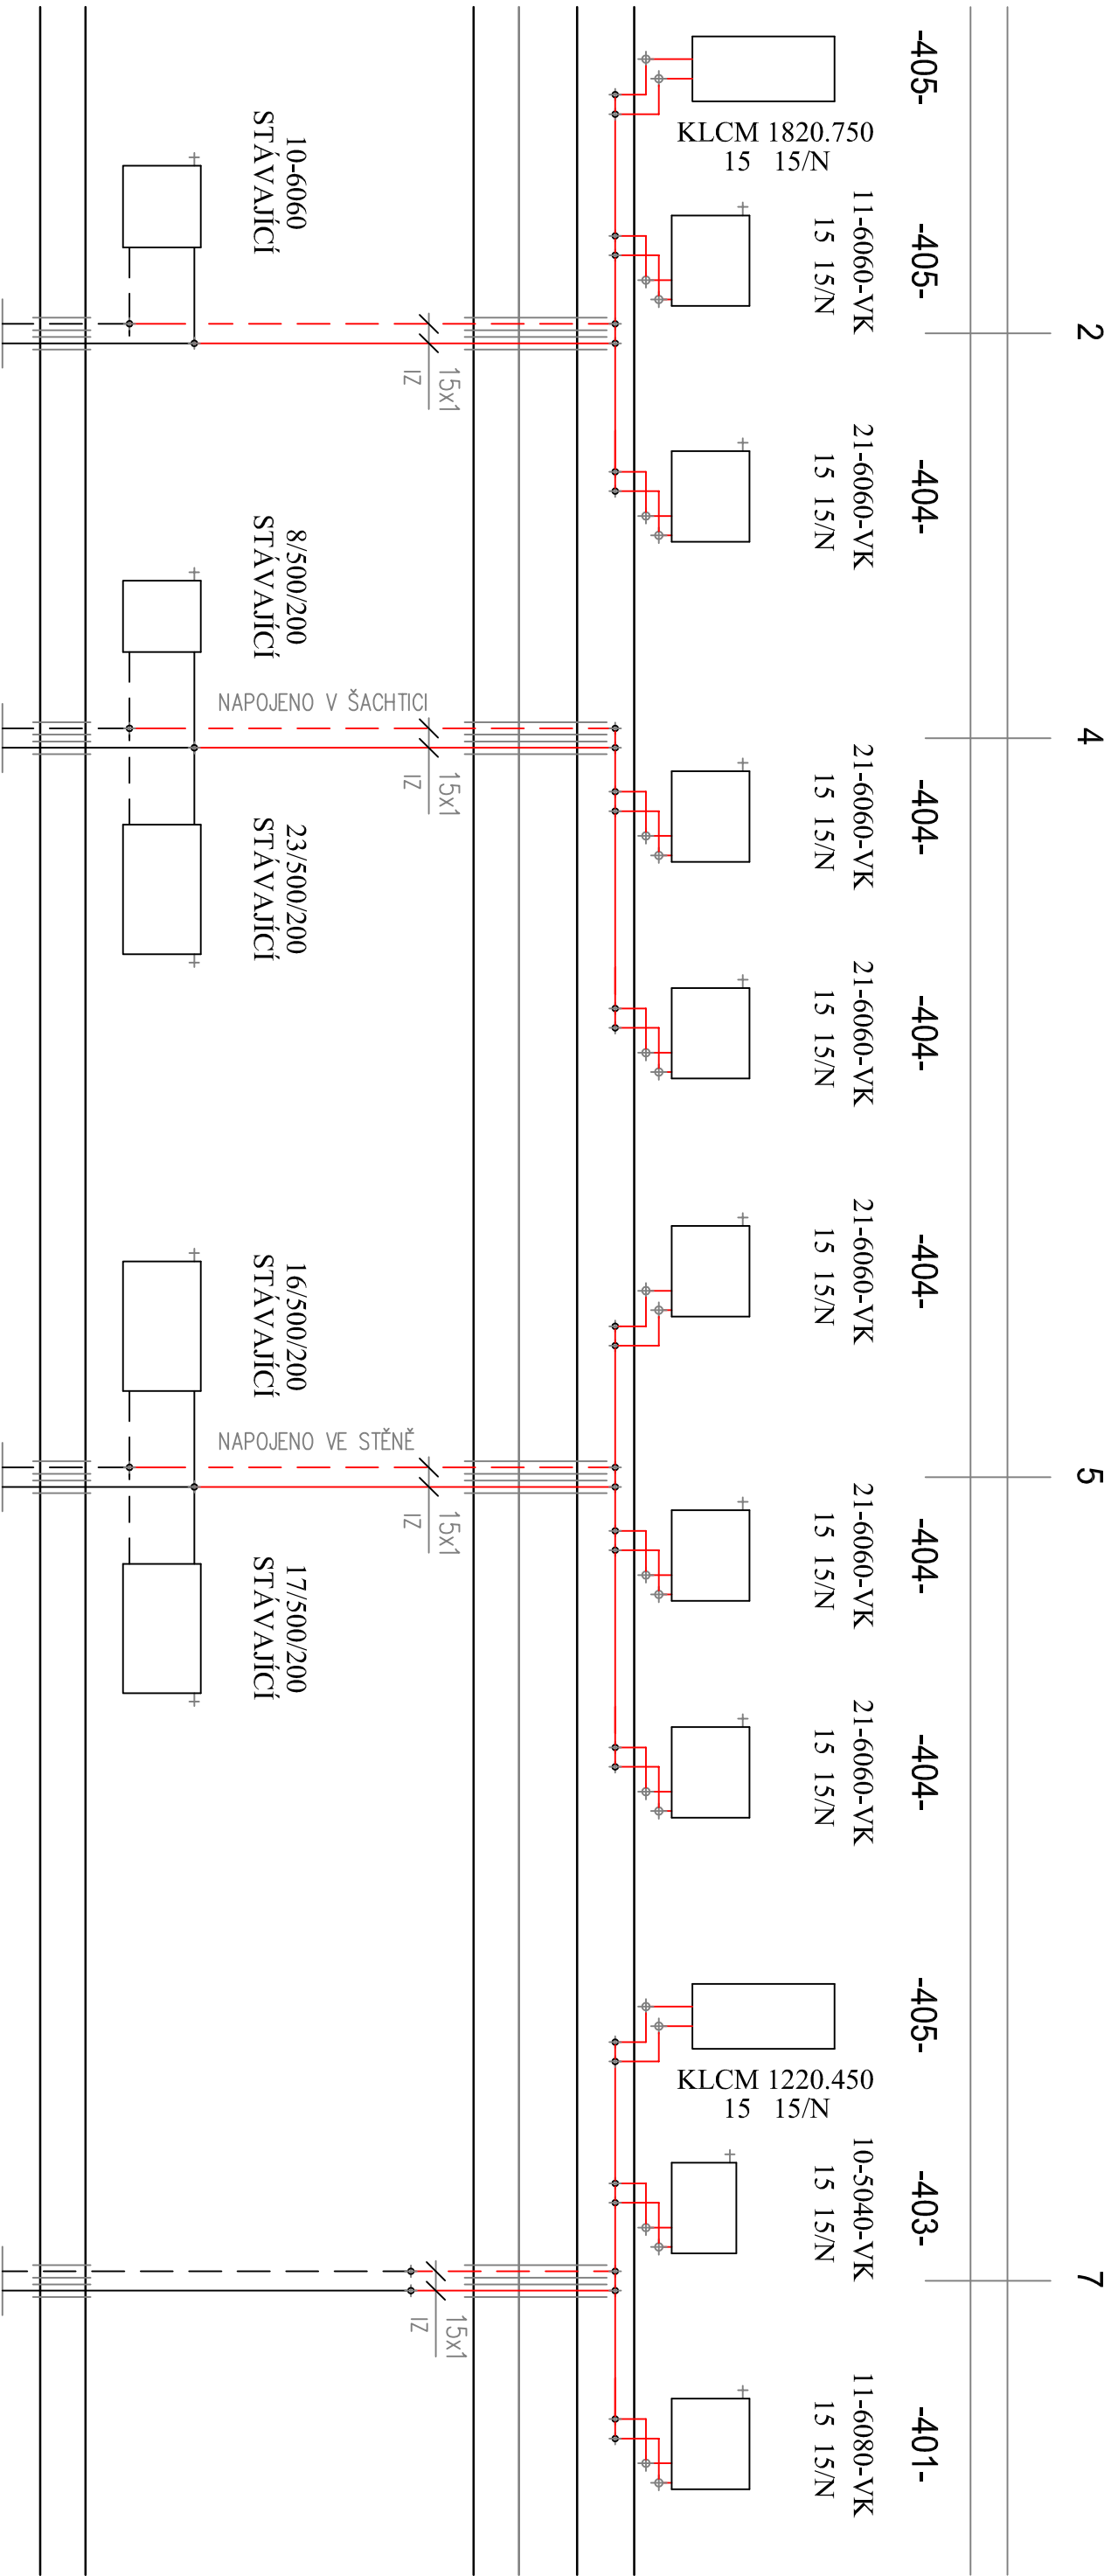 2
4
5
7
-405-
-405-
-404-
-404-
-404-
-404-
-404-
-404-
-405-
-403-
-401-
KLCM 1820.750
15 15/N
11-6060-VK
15 15/N
21-6060-VK
15 15/N
21-6060-VK
15 15/N
21-6060-VK
15 15/N
21-6060-VK
15 15/N
21-6060-VK
15 15/N
21-6060-VK
15 15/N
KLCM 1220.450
15 15/N
10-5040-VK
15 15/N
11-6080-VK
15 15/N
15x1
IZ
15x1
IZ
15x1
IZ
15x1
IZ
NAPOJENO V ŠACHTICI
NAPOJENO VE STĚNĚ
10-6060
STÁVAJÍCÍ
8/500/200
STÁVAJÍCÍ
23/500/200
STÁVAJÍCÍ
16/500/200
STÁVAJÍCÍ
17/500/200
STÁVAJÍCÍ